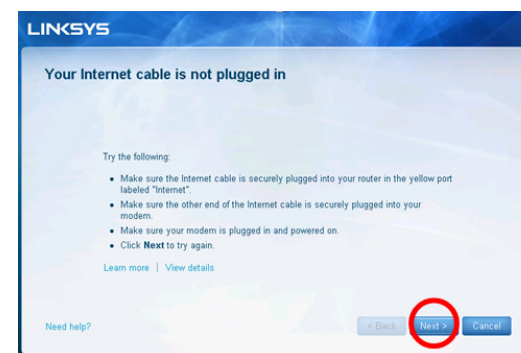 LINKSYS
Your Internet cable is not plugged in
Try the following:
• Make sure the Internet cable is securely plugged into your router in the yellow port
labeled "Internet".
• Make sure the other end of the Internet cable is securely plugged into your
modem.
• Make sure your modem is plugged in and powered on.
• Click Next to try again.
Learn more | View details
Need help? < Back Next > Cancel